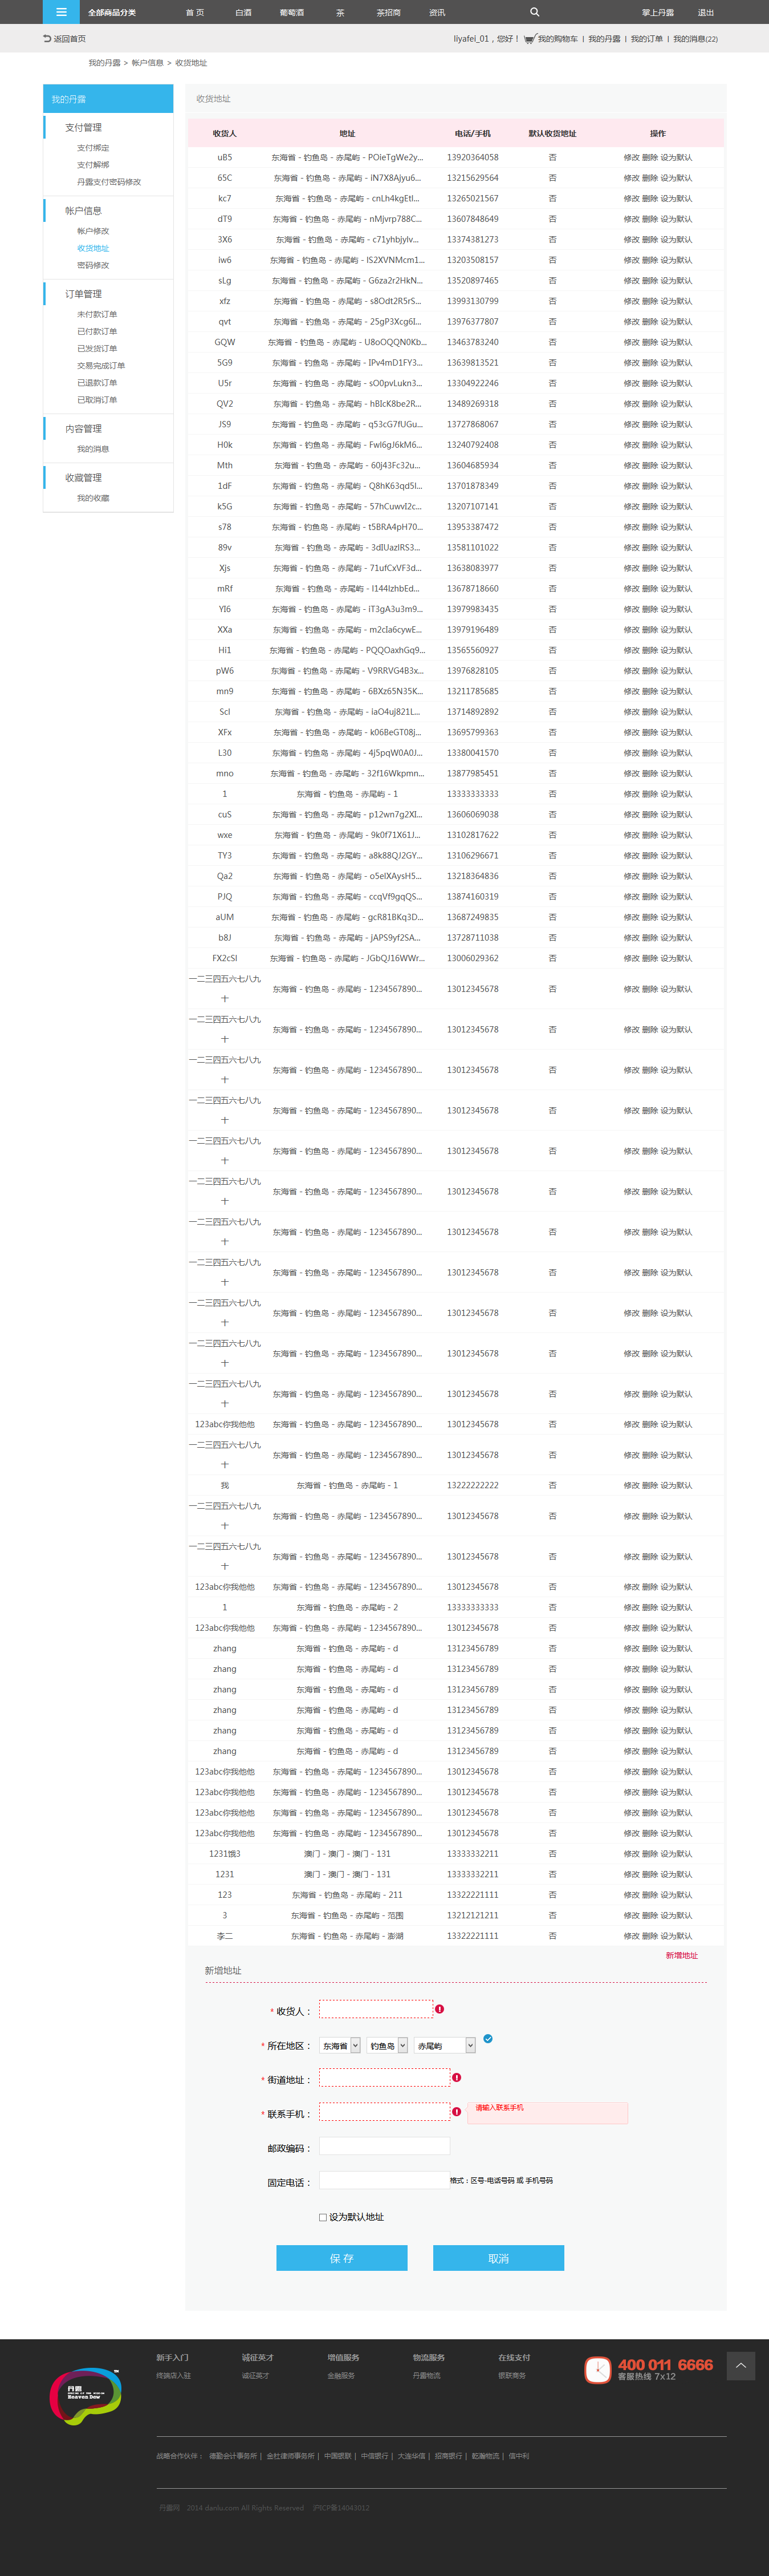 全部商品分类 首 页 白酒 葡萄酒 茶 茶招商 资讯 掌上丹露 退出
返回首页 liyafei_01，您好！ 我的购物车 | 我的丹露 | 我的订单 | 我的消息(22)
我的丹露 > 帐户信息 > 收货地址
我的丹露
支付管理
支付绑定
支付解绑
丹露支付密码修改
帐户信息
帐户修改
收货地址
密码修改
订单管理
未付款订单
已付款订单
已发货订单
交易完成订单
已退款订单
已取消订单
内容管理
我的消息
收藏管理
我的收藏
收货地址
收货人 地址 电话/手机 默认收货地址 操作
uB5 东海省 - 钓鱼岛 - 赤尾屿 - POieTgWe2y... 13920364058 否 修改 删除 设为默认
65C 东海省 - 钓鱼岛 - 赤尾屿 - iN7X8Ajyu6... 13215629564 否 修改 删除 设为默认
kc7 东海省 - 钓鱼岛 - 赤尾屿 - cnLh4kgEtl... 13265021567 否 修改 删除 设为默认
dT9 东海省 - 钓鱼岛 - 赤尾屿 - nMjvrp788C... 13607848649 否 修改 删除 设为默认
3X6 东海省 - 钓鱼岛 - 赤尾屿 - c71yhbjylv... 13374381273 否 修改 删除 设为默认
iw6 东海省 - 钓鱼岛 - 赤尾屿 - lS2XVNMcm1... 13203508157 否 修改 删除 设为默认
sLg 东海省 - 钓鱼岛 - 赤尾屿 - G6za2r2HkN... 13520897465 否 修改 删除 设为默认
xfz 东海省 - 钓鱼岛 - 赤尾屿 - s8Odt2R5rS... 13993130799 否 修改 删除 设为默认
qvt 东海省 - 钓鱼岛 - 赤尾屿 - 25gP3Xcg6I... 13976377807 否 修改 删除 设为默认
GQW 东海省 - 钓鱼岛 - 赤尾屿 - U8oOQQN0Kb... 13463783240 否 修改 删除 设为默认
5G9 东海省 - 钓鱼岛 - 赤尾屿 - IPv4mD1FY3... 13639813521 否 修改 删除 设为默认
U5r 东海省 - 钓鱼岛 - 赤尾屿 - sO0pvLukn3... 13304922246 否 修改 删除 设为默认
QV2 东海省 - 钓鱼岛 - 赤尾屿 - hBIcK8be2R... 13489269318 否 修改 删除 设为默认
JS9 东海省 - 钓鱼岛 - 赤尾屿 - q53cG7fUGu... 13727868067 否 修改 删除 设为默认
H0k 东海省 - 钓鱼岛 - 赤尾屿 - FwI6gJ6kM6... 13240792408 否 修改 删除 设为默认
Mth 东海省 - 钓鱼岛 - 赤尾屿 - 60j43Fc32u... 13604685934 否 修改 删除 设为默认
1dF 东海省 - 钓鱼岛 - 赤尾屿 - Q8hK63qd5l... 13701878349 否 修改 删除 设为默认
k5G 东海省 - 钓鱼岛 - 赤尾屿 - 57hCuwvI2c... 13207107141 否 修改 删除 设为默认
s78 东海省 - 钓鱼岛 - 赤尾屿 - t5BRA4pH70... 13953387472 否 修改 删除 设为默认
89v 东海省 - 钓鱼岛 - 赤尾屿 - 3dIUazlRS3... 13581101022 否 修改 删除 设为默认
Xjs 东海省 - 钓鱼岛 - 赤尾屿 - 71ufCxVF3d... 13638083977 否 修改 删除 设为默认
mRf 东海省 - 钓鱼岛 - 赤尾屿 - l144lzhbEd... 13678718660 否 修改 删除 设为默认
YI6 东海省 - 钓鱼岛 - 赤尾屿 - iT3gA3u3m9... 13979983435 否 修改 删除 设为默认
XXa 东海省 - 钓鱼岛 - 赤尾屿 - m2cIa6cywE... 13979196489 否 修改 删除 设为默认
Hi1 东海省 - 钓鱼岛 - 赤尾屿 - PQQOaxhGq9... 13565560927 否 修改 删除 设为默认
pW6 东海省 - 钓鱼岛 - 赤尾屿 - V9RRVG4B3x... 13976828105 否 修改 删除 设为默认
mn9 东海省 - 钓鱼岛 - 赤尾屿 - 6BXz65N35K... 13211785685 否 修改 删除 设为默认
Scl 东海省 - 钓鱼岛 - 赤尾屿 - iaO4uj821L... 13714892892 否 修改 删除 设为默认
XFx 东海省 - 钓鱼岛 - 赤尾屿 - k06BeGT08j... 13695799363 否 修改 删除 设为默认
L30 东海省 - 钓鱼岛 - 赤尾屿 - 4j5pqW0A0J... 13380041570 否 修改 删除 设为默认
mno 东海省 - 钓鱼岛 - 赤尾屿 - 32f16Wkpmn... 13877985451 否 修改 删除 设为默认
1 东海省 - 钓鱼岛 - 赤尾屿 - 1 13333333333 否 修改 删除 设为默认
cuS 东海省 - 钓鱼岛 - 赤尾屿 - p12wn7g2XI... 13606069038 否 修改 删除 设为默认
wxe 东海省 - 钓鱼岛 - 赤尾屿 - 9k0f71X61J... 13102817622 否 修改 删除 设为默认
TY3 东海省 - 钓鱼岛 - 赤尾屿 - a8k88QJ2GY... 13106296671 否 修改 删除 设为默认
Qa2 东海省 - 钓鱼岛 - 赤尾屿 - o5elXAysH5... 13218364836 否 修改 删除 设为默认
PJQ 东海省 - 钓鱼岛 - 赤尾屿 - ccqVf9gqQS... 13874160319 否 修改 删除 设为默认
aUM 东海省 - 钓鱼岛 - 赤尾屿 - gcR81BKq3D... 13687249835 否 修改 删除 设为默认
b8J 东海省 - 钓鱼岛 - 赤尾屿 - jAPS9yf2SA... 13728711038 否 修改 删除 设为默认
FX2cSI 东海省 - 钓鱼岛 - 赤尾屿 - JGbQJ16WWr... 13006029362 否 修改 删除 设为默认
一二三四五六七八九
十 东海省 - 钓鱼岛 - 赤尾屿 - 1234567890... 13012345678 否 修改 删除 设为默认
一二三四五六七八九
十 东海省 - 钓鱼岛 - 赤尾屿 - 1234567890... 13012345678 否 修改 删除 设为默认
一二三四五六七八九
十 东海省 - 钓鱼岛 - 赤尾屿 - 1234567890... 13012345678 否 修改 删除 设为默认
一二三四五六七八九
十 东海省 - 钓鱼岛 - 赤尾屿 - 1234567890... 13012345678 否 修改 删除 设为默认
一二三四五六七八九
十 东海省 - 钓鱼岛 - 赤尾屿 - 1234567890... 13012345678 否 修改 删除 设为默认
一二三四五六七八九
十 东海省 - 钓鱼岛 - 赤尾屿 - 1234567890... 13012345678 否 修改 删除 设为默认
一二三四五六七八九
十 东海省 - 钓鱼岛 - 赤尾屿 - 1234567890... 13012345678 否 修改 删除 设为默认
一二三四五六七八九
十 东海省 - 钓鱼岛 - 赤尾屿 - 1234567890... 13012345678 否 修改 删除 设为默认
一二三四五六七八九
十 东海省 - 钓鱼岛 - 赤尾屿 - 1234567890... 13012345678 否 修改 删除 设为默认
一二三四五六七八九
十 东海省 - 钓鱼岛 - 赤尾屿 - 1234567890... 13012345678 否 修改 删除 设为默认
一二三四五六七八九
十 东海省 - 钓鱼岛 - 赤尾屿 - 1234567890... 13012345678 否 修改 删除 设为默认
123abc你我他他 东海省 - 钓鱼岛 - 赤尾屿 - 1234567890... 13012345678 否 修改 删除 设为默认
一二三四五六七八九
十 东海省 - 钓鱼岛 - 赤尾屿 - 1234567890... 13012345678 否 修改 删除 设为默认
我 东海省 - 钓鱼岛 - 赤尾屿 - 1 13222222222 否 修改 删除 设为默认
一二三四五六七八九
十 东海省 - 钓鱼岛 - 赤尾屿 - 1234567890... 13012345678 否 修改 删除 设为默认
一二三四五六七八九
十 东海省 - 钓鱼岛 - 赤尾屿 - 1234567890... 13012345678 否 修改 删除 设为默认
123abc你我他他 东海省 - 钓鱼岛 - 赤尾屿 - 1234567890... 13012345678 否 修改 删除 设为默认
1 东海省 - 钓鱼岛 - 赤尾屿 - 2 13333333333 否 修改 删除 设为默认
123abc你我他他 东海省 - 钓鱼岛 - 赤尾屿 - 1234567890... 13012345678 否 修改 删除 设为默认
zhang 东海省 - 钓鱼岛 - 赤尾屿 - d 13123456789 否 修改 删除 设为默认
zhang 东海省 - 钓鱼岛 - 赤尾屿 - d 13123456789 否 修改 删除 设为默认
zhang 东海省 - 钓鱼岛 - 赤尾屿 - d 13123456789 否 修改 删除 设为默认
zhang 东海省 - 钓鱼岛 - 赤尾屿 - d 13123456789 否 修改 删除 设为默认
zhang 东海省 - 钓鱼岛 - 赤尾屿 - d 13123456789 否 修改 删除 设为默认
zhang 东海省 - 钓鱼岛 - 赤尾屿 - d 13123456789 否 修改 删除 设为默认
123abc你我他他 东海省 - 钓鱼岛 - 赤尾屿 - 1234567890... 13012345678 否 修改 删除 设为默认
123abc你我他他 东海省 - 钓鱼岛 - 赤尾屿 - 1234567890... 13012345678 否 修改 删除 设为默认
123abc你我他他 东海省 - 钓鱼岛 - 赤尾屿 - 1234567890... 13012345678 否 修改 删除 设为默认
123abc你我他他 东海省 - 钓鱼岛 - 赤尾屿 - 1234567890... 13012345678 否 修改 删除 设为默认
1231饿3 澳门 - 澳门 - 澳门 - 131 13333332211 否 修改 删除 设为默认
1231 澳门 - 澳门 - 澳门 - 131 13333332211 否 修改 删除 设为默认
123 东海省 - 钓鱼岛 - 赤尾屿 - 211 13322221111 否 修改 删除 设为默认
3 东海省 - 钓鱼岛 - 赤尾屿 - 范围 13212121211 否 修改 删除 设为默认
李二 东海省 - 钓鱼岛 - 赤尾屿 - 澎湖 13322221111 否 修改 删除 设为默认
新增地址
新增地址
* 收货人：
* 所在地区： 东海省 钓鱼岛 赤尾屿
* 街道地址：
* 联系手机： 请输入联系手机
邮政编码：
固定电话： 格式：区号-电话号码 或 手机号码
设为默认地址
保 存 取消
新手入门 诚征英才 增值服务 物流服务 在线支付
终端店入驻 诚征英才 金融服务 丹露物流 银联商务
400 011 6666
客服热线 7x12
丹露
Heaven Dew
战略合作伙伴： 德勤会计事务所 | 金杜律师事务所 | 中国银联 | 中信银行 | 大连华信 | 招商银行 | 乾瀚物流 | 信中利
丹露网 2014 danlu.com All Rights Reserved 沪ICP备14043012